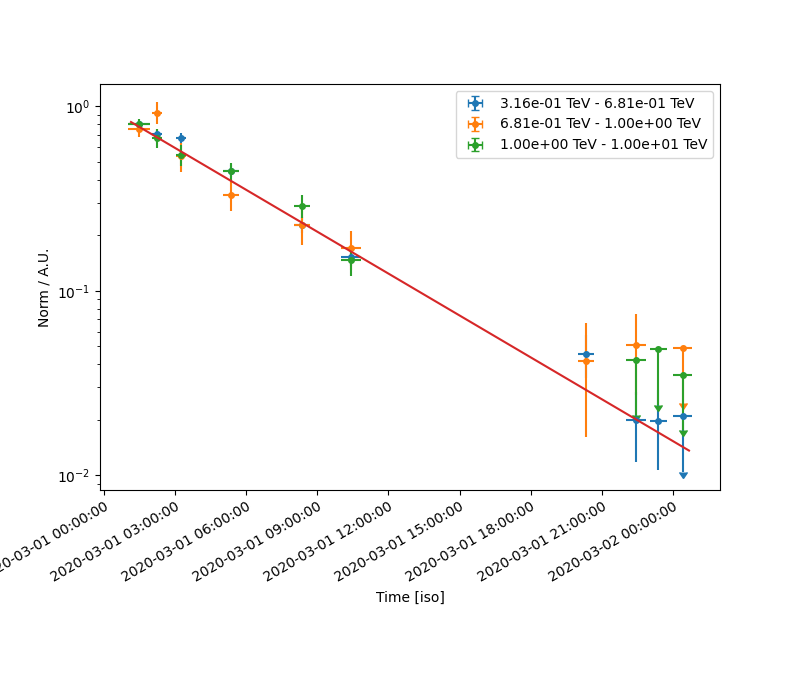 3.16e-01 TeV - 6.81e-01 TeV
6.81e-01 TeV - 1.00e+00 TeV
1.00e+00 TeV - 1.00e+01 TeV
Norm / A.U.
10⁰
10⁻¹
10⁻²
20-03-01 00:00:00
2020-03-01 03:00:00
2020-03-01 06:00:00
2020-03-01 09:00:00
2020-03-01 12:00:00
2020-03-01 15:00:00
2020-03-01 18:00:00
2020-03-01 21:00:00
2020-03-02 00:00:00
Time [iso]